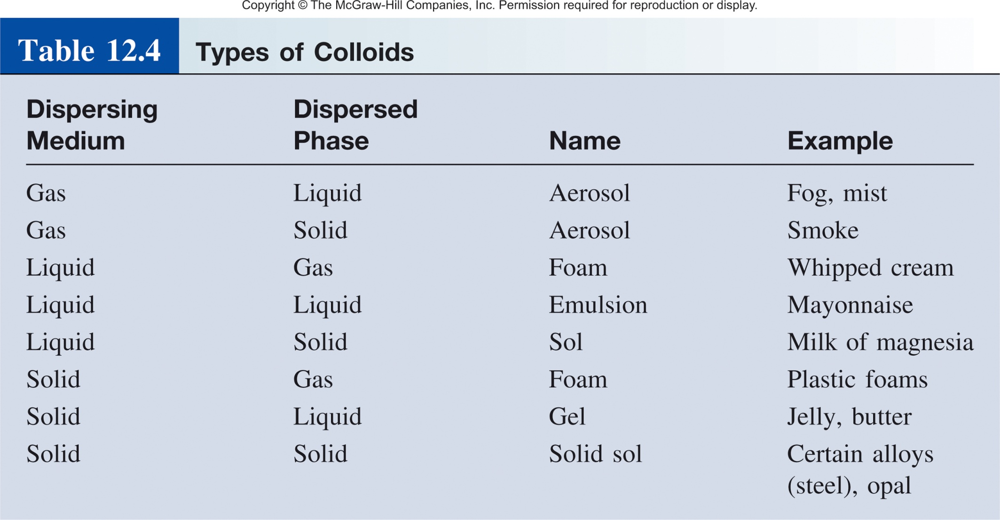 Copyright © The McGraw-Hill Companies, Inc. Permission required for reproduction or display.
Table 12.4 Types of Colloids
Dispersing Dispersed
Medium Phase Name Example
Gas Liquid Aerosol Fog, mist
Gas Solid Aerosol Smoke
Liquid Gas Foam Whipped cream
Liquid Liquid Emulsion Mayonnaise
Liquid Solid Sol Milk of magnesia
Solid Gas Foam Plastic foams
Solid Liquid Gel Jelly, butter
Solid Solid Solid sol Certain alloys
(steel), opal